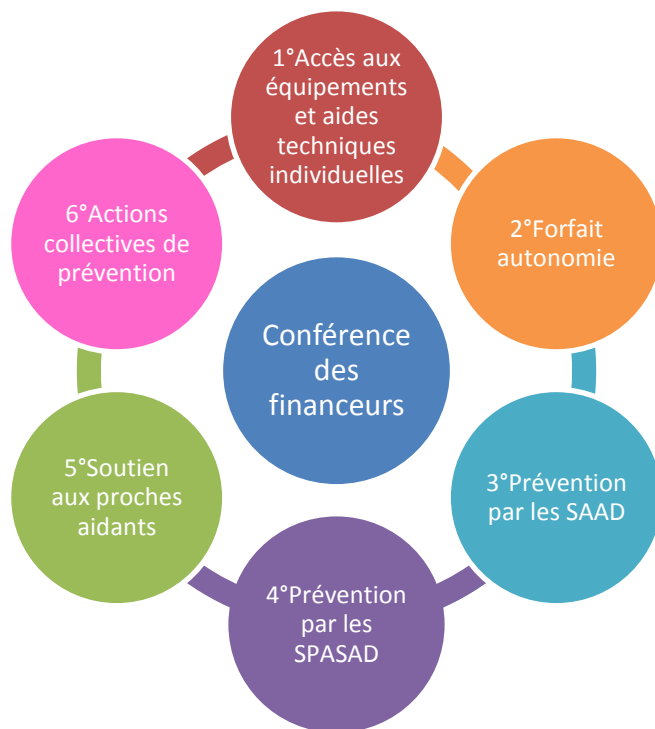 1°Accès aux
équipements
et aides
techniques
individuelles
2°Forfait
autonomie
3°Prévention
par les SAAD
4°Prévention
par les
SPASAD
5°Soutien
aux proches
aidants
6°Actions
collectives de
prévention
Conférence
des
financeurs